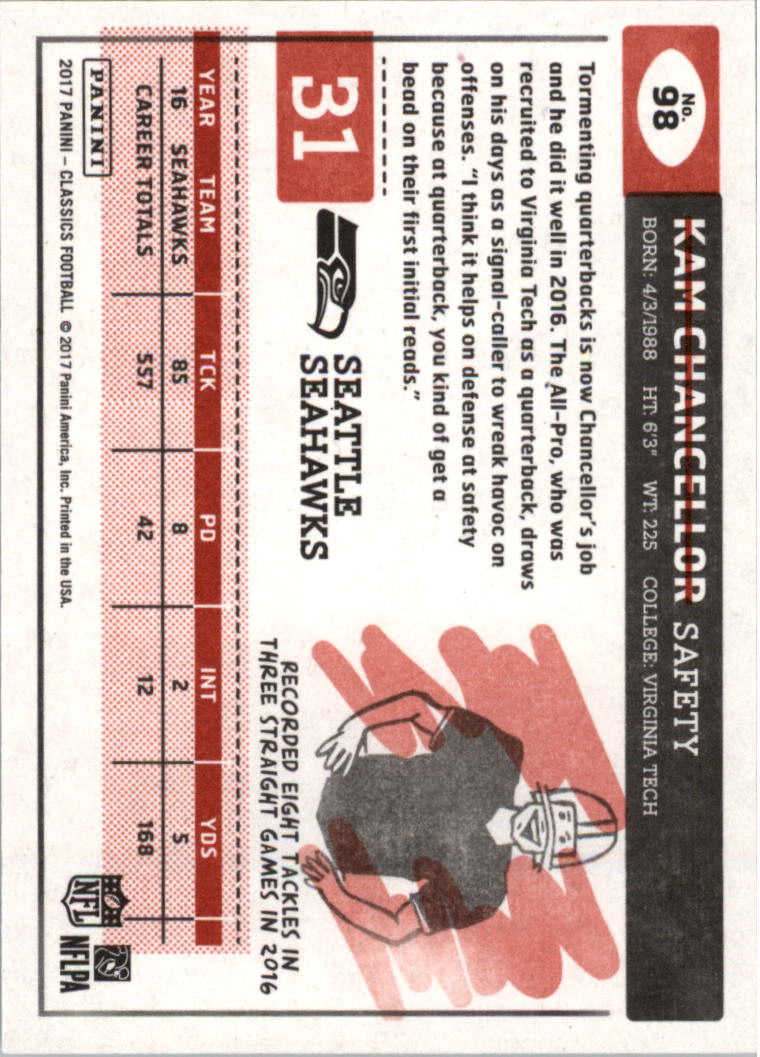 No.
98
KAM CHANCELLOR SAFETY
BORN: 4/3/1988 HT: 6'3" WT: 225 COLLEGE: VIRGINIA TECH
Tormenting quarterbacks is now Chancellor's job
and he did it well in 2016. The All-Pro, who was
recruited to Virginia Tech as a quarterback, draws
on his days as a signal-caller to wreak havoc on
offenses. "I think it helps on defense at safety
because at quarterback, you kind of get a
bead on their first initial reads."
31
SEATTLE
SEAHAWKS
RECORDED EIGHT TACKLES IN
THREE STRAIGHT GAMES IN 2016
YEAR TEAM TCK PD INT YDS
16 SEAHAWKS 85 8 2 5
CAREER TOTALS 557 42 12 168
PANINI
2017 PANINI – CLASSICS FOOTBALL © 2017 Panini America, Inc. Printed in the USA.
NFL
NFLPA